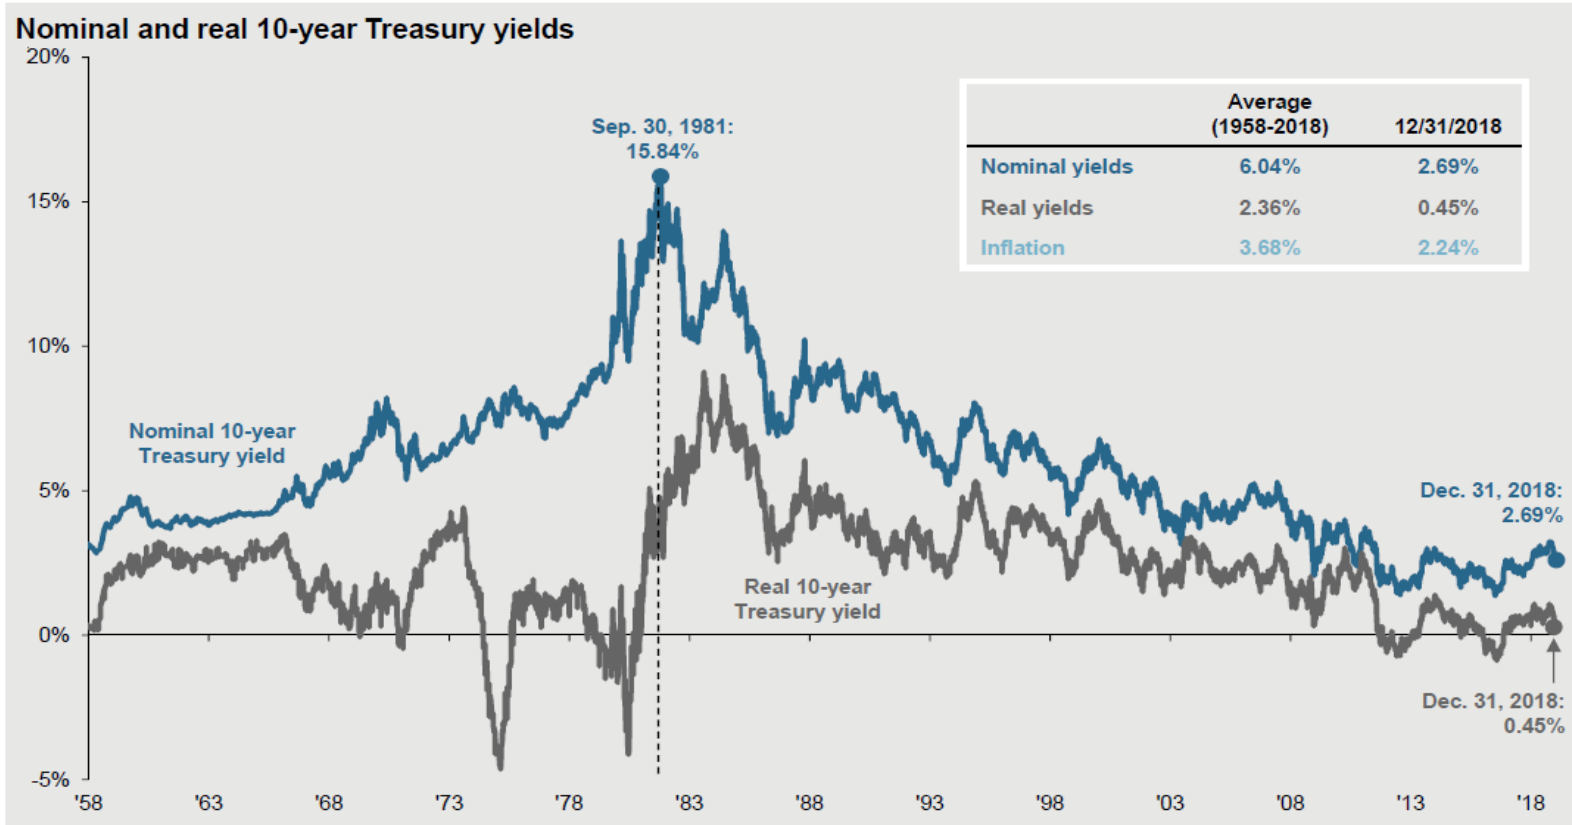 Nominal and real 10-year Treasury yields
20%
15%
10%
5%
0%
-5%
Sep. 30, 1981:
15.84%
Average
(1958-2018) 12/31/2018
Nominal yields 6.04% 2.69%
Real yields 2.36% 0.45%
Inflation 3.68% 2.24%
Nominal 10-year
Treasury yield
Dec. 31, 2018:
2.69%
Real 10-year
Treasury yield
Dec. 31, 2018:
0.45%
'58 '63 '68 '73 '78 '83 '88 '93 '98 '03 '08 '13 '18